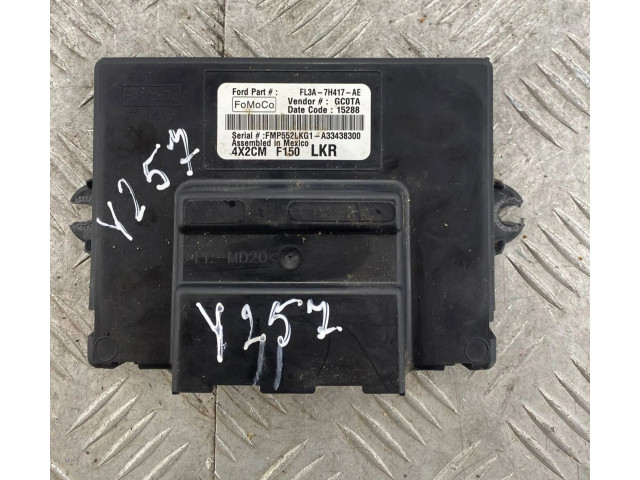 Ford Part # : FL3A-7H417-AE
FoMoCo
Vendor # : GC0TA
Date Code : 15288
Serial # :FMP552LKG1-A33438300
Assembled in Mexico
4X2CM F150 LKR
Y257
MD20
Y257